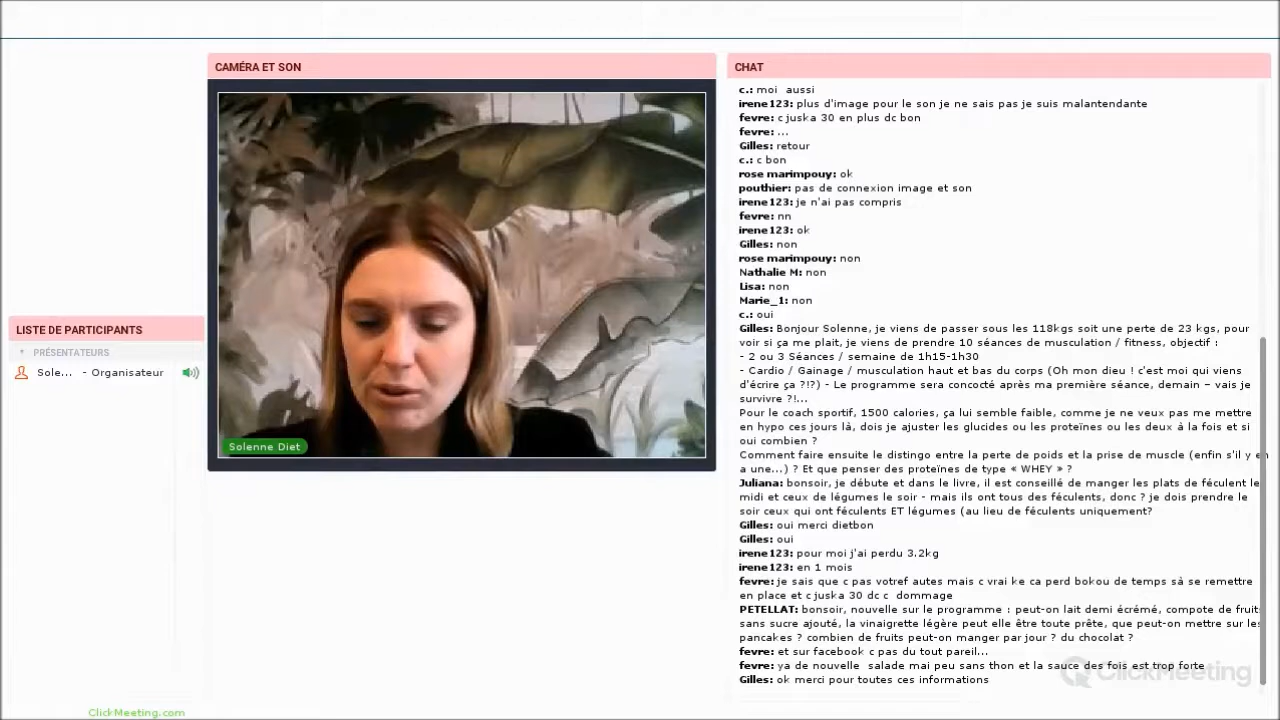 CAMÉRA ET SON
Solenne Diet
LISTE DE PARTICIPANTS
PRÉSENTATEURS
Sole... - Organisateur
CHAT
c.: moi aussi
irene123: plus d'image pour le son je ne sais pas je suis malantendante
fevre: c juska 30 en plus dc bon
fevre: ...
Gilles: retour
c.: c bon
rose marimpouy: ok
pouthier: pas de connexion image et son
irene123: je n'ai pas compris
fevre: nn
irene123: ok
Gilles: non
rose marimpouy: non
Nathalie M: non
Lisa: non
Marie_1: non
c.: oui
Gilles: Bonjour Solenne, je viens de passer sous les 118kgs soit une perte de 23 kgs, pour
voir si ça me plait, je viens de prendre 10 séances de musculation / fitness, objectif :
- 2 ou 3 Séances / semaine de 1h15-1h30
- Cardio / Gainage / musculation haut et bas du corps (Oh mon dieu ! c'est moi qui viens
d'écrire ça ?!?) - Le programme sera concocté après ma première séance, demain – vais je
survivre ?!...
Pour le coach sportif, 1500 calories, ça lui semble faible, comme je ne veux pas me mettre
en hypo ces jours là, dois je ajuster les glucides ou les proteïnes ou les deux à la fois et si
oui combien ?
Comment faire ensuite le distingo entre la perte de poids et la prise de muscle (enfin s'il y en
a une...) ? Et que penser des proteïnes de type « WHEY » ?
Juliana: bonsoir, je débute et dans le livre, il est conseillé de manger les plats de féculent le
midi et ceux de légumes le soir - mais ils ont tous des féculents, donc ? je dois prendre le
soir ceux qui ont féculents ET légumes (au lieu de féculents uniquement?
Gilles: oui merci dietbon
Gilles: oui
irene123: pour moi j'ai perdu 3.2kg
irene123: en 1 mois
fevre: je sais que c pas votref autes mais c vrai ke ca perd bokou de temps sà se remettre
en place et c juska 30 dc c dommage
PETELLAT: bonsoir, nouvelle sur le programme : peut-on lait demi écrémé, compote de fruits
sans sucre ajouté, la vinaigrette légère peut elle être toute prête, que peut-on mettre sur les
pancakes ? combien de fruits peut-on manger par jour ? du chocolat ?
fevre: et sur facebook c pas du tout pareil...
fevre: ya de nouvelle salade mai peu sans thon et la sauce des fois est trop forte
Gilles: ok merci pour toutes ces informations
ClickMeeting
ClickMeeting.com